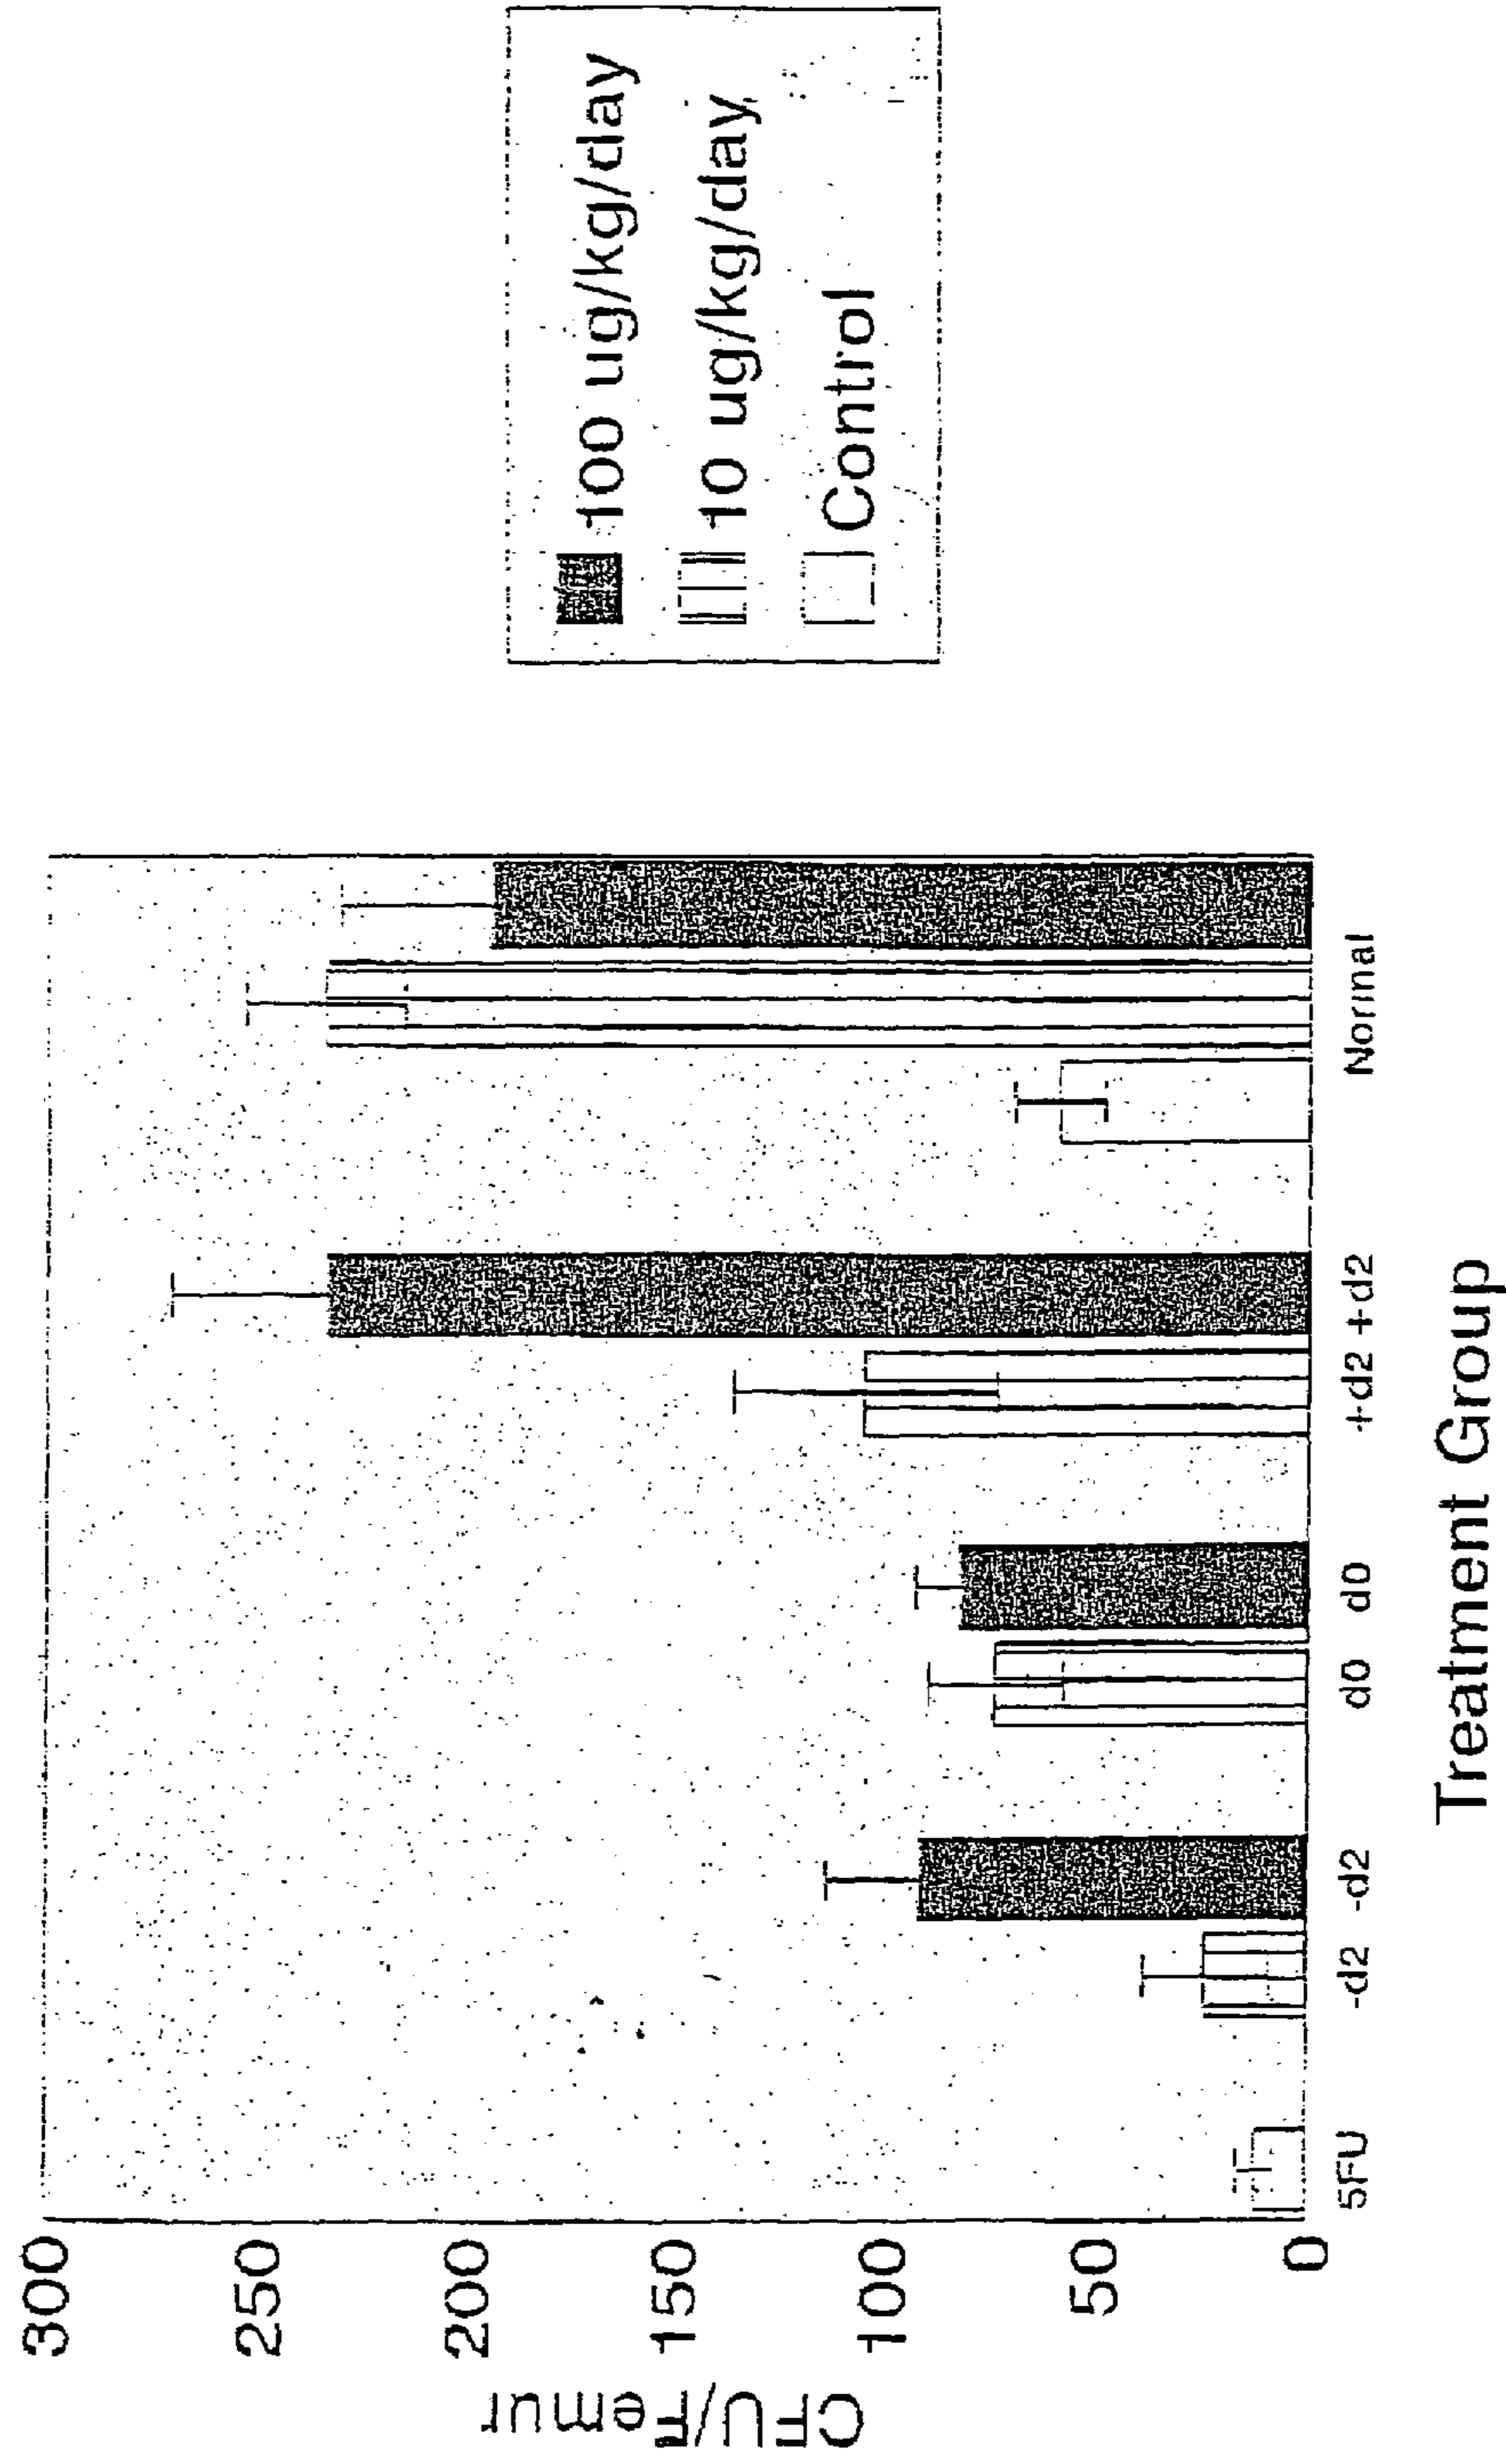 CFU/Femur
300
250
200
150
100
50
0
5FU -d2 -d2 d0 d0 +d2 +d2 Normal
Treatment Group
100 ug/kg/day
10 ug/kg/day
Control